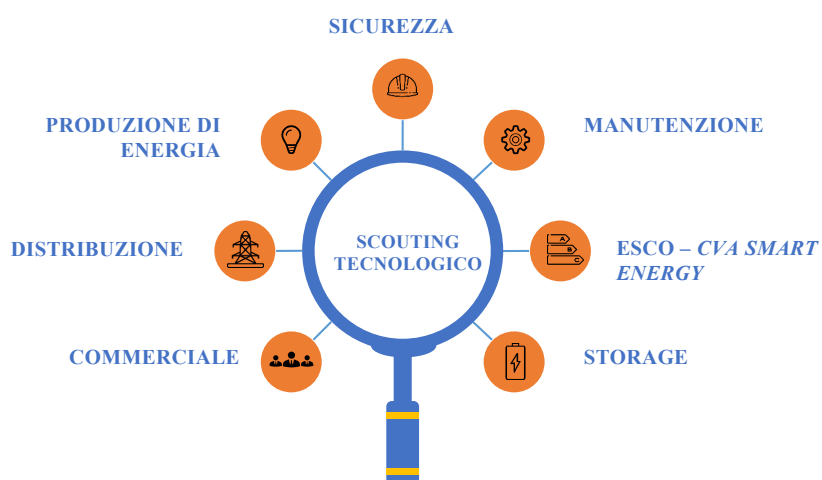 SICUREZZA
PRODUZIONE DI
ENERGIA
MANUTENZIONE
SCOUTING
TECNOLOGICO
DISTRIBUZIONE
ESCO – CVA SMART
ENERGY
A
B
C
COMMERCIALE
STORAGE